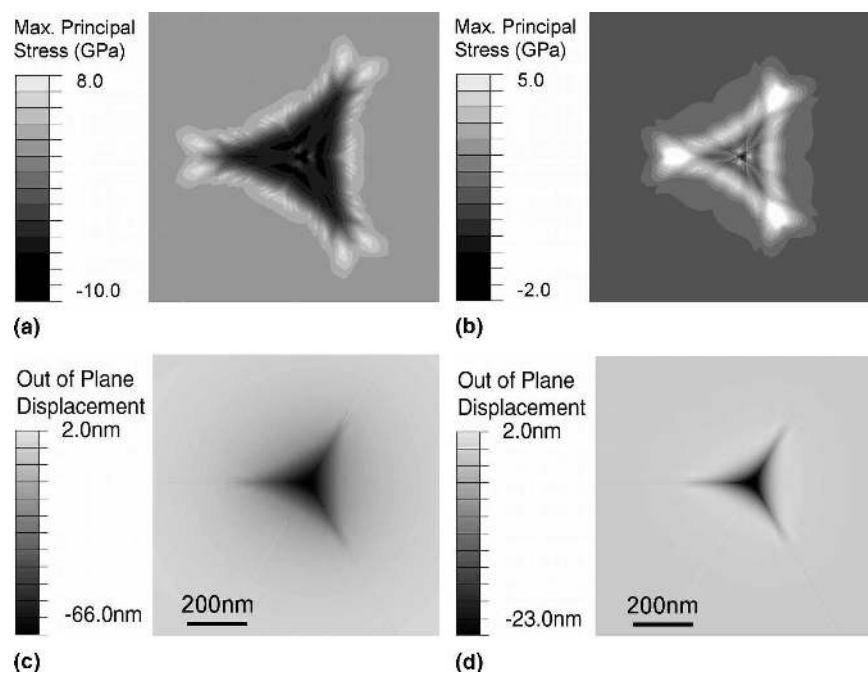 Max. Principal
Stress (GPa)
8.0
-10.0
(a)
Max. Principal
Stress (GPa)
5.0
-2.0
(b)
Out of Plane
Displacement
2.0nm
-66.0nm
200nm
(c)
Out of Plane
Displacement
2.0nm
-23.0nm
200nm
(d)